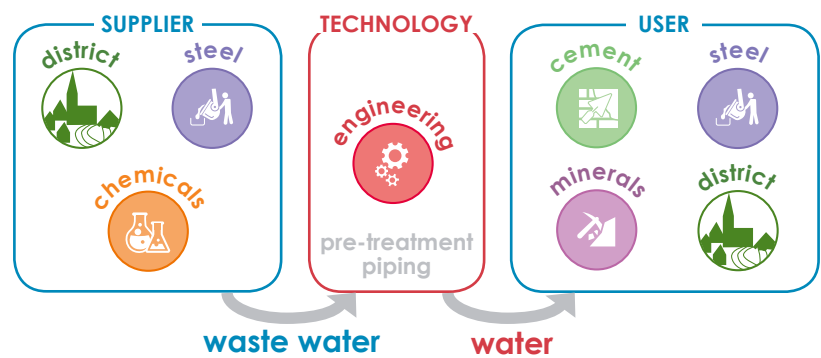 SUPPLIER
district
steel
chemicals
TECHNOLOGY
engineering
pre-treatment
piping
USER
cement
steel
minerals
district
waste water
water